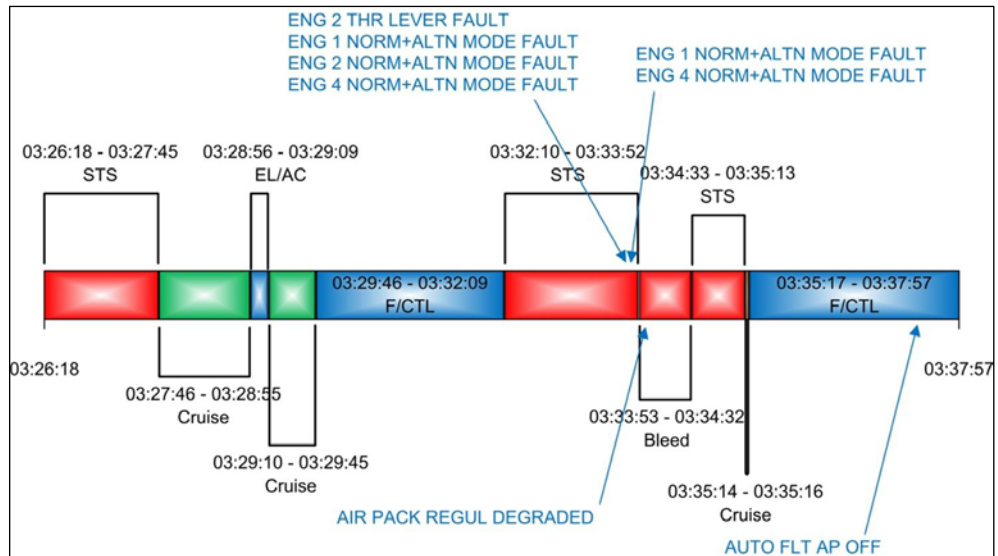 ENG 2 THR LEVER FAULT
ENG 1 NORM+ALTN MODE FAULT
ENG 2 NORM+ALTN MODE FAULT
ENG 4 NORM+ALTN MODE FAULT
ENG 1 NORM+ALTN MODE FAULT
ENG 4 NORM+ALTN MODE FAULT
03:26:18 - 03:27:45
STS
03:28:56 - 03:29:09
EL/AC
03:32:10 - 03:33:52
STS
03:34:33 - 03:35:13
STS
03:29:46 - 03:32:09
F/CTL
03:35:17 - 03:37:57
F/CTL
03:26:18
03:37:57
03:27:46 - 03:28:55
Cruise
03:33:53 - 03:34:32
Bleed
03:29:10 - 03:29:45
Cruise
03:35:14 - 03:35:16
Cruise
AIR PACK REGUL DEGRADED
AUTO FLT AP OFF